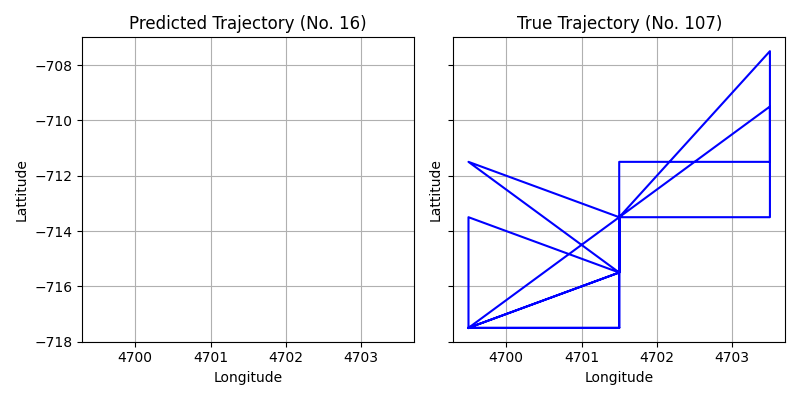 Predicted Trajectory (No. 16)
True Trajectory (No. 107)
−708
−710
−712
−714
−716
−718
Lattitude
Lattitude
4700 4701 4702 4703
4700 4701 4702 4703
Longitude
Longitude